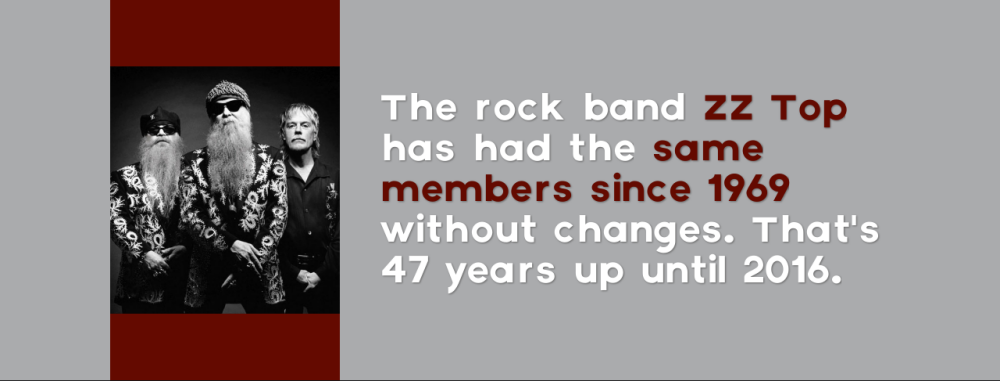 The rock band ZZ Top
has had the same
members since 1969
without changes. That's
47 years up until 2016.